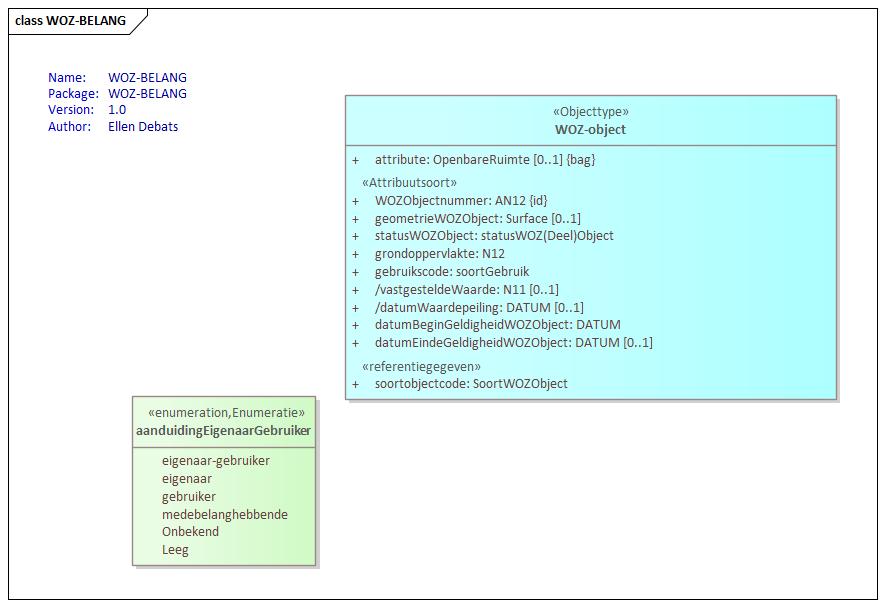 class WOZ-BELANG
Name: WOZ-BELANG
Package: WOZ-BELANG
Version: 1.0
Author: Ellen Debats
«Objecttype»
WOZ-object
+ attribute: OpenbareRuimte [0..1] {bag}
«Attribuutsoort»
+ WOZObjectnummer: AN12 {id}
+ geometrieWOZObject: Surface [0..1]
+ statusWOZObject: statusWOZ(Deel)Object
+ grondoppervlakte: N12
+ gebruikscode: soortGebruik
+ /vastgesteldeWaarde: N11 [0..1]
+ /datumWaardepeiling: DATUM [0..1]
+ datumBeginGeldigheidWOZObject: DATUM
+ datumEindeGeldigheidWOZObject: DATUM [0..1]
«referentiegegeven»
+ soortobjectcode: SoortWOZObject
«enumeration,Enumeratie»
aanduidingEigenaarGebruiker
eigenaar-gebruiker
eigenaar
gebruiker
medebelanghebbende
Onbekend
Leeg